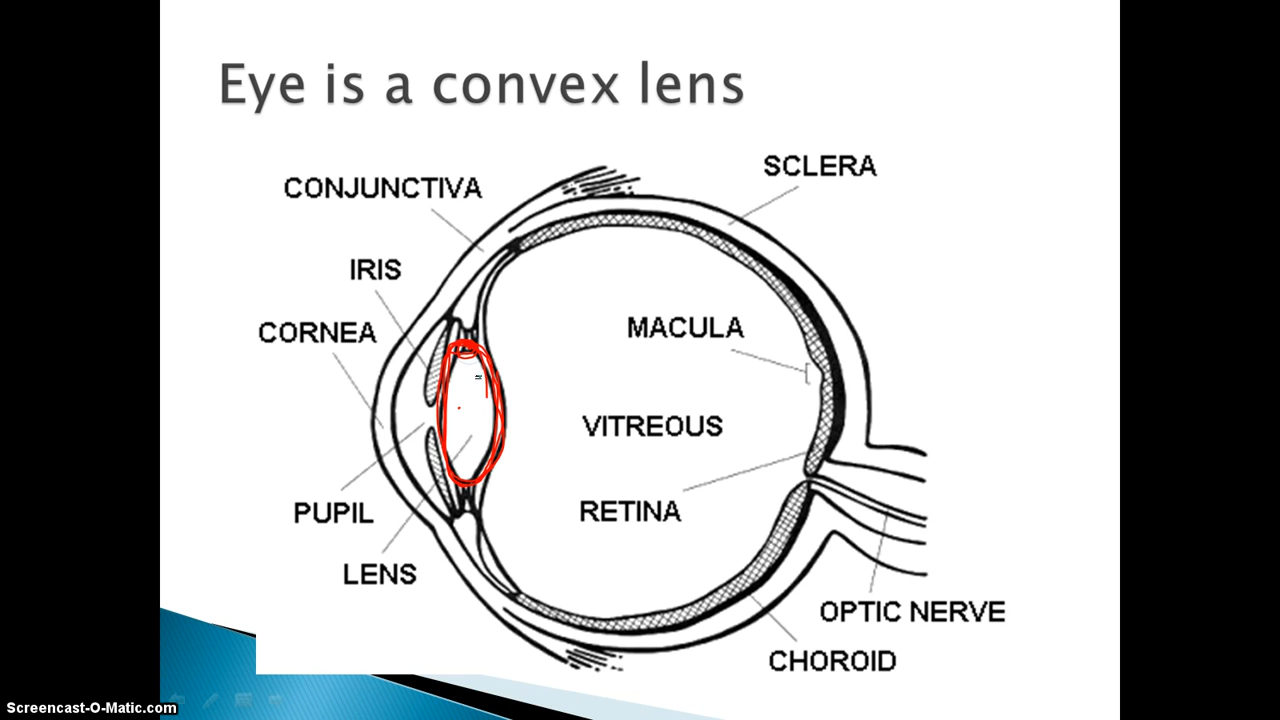 Eye is a convex lens
SCLERA
CONJUNCTIVA
IRIS
CORNEA
MACULA
VITREOUS
RETINA
PUPIL
LENS
OPTIC NERVE
CHOROID
Screencast-O-Matic.com